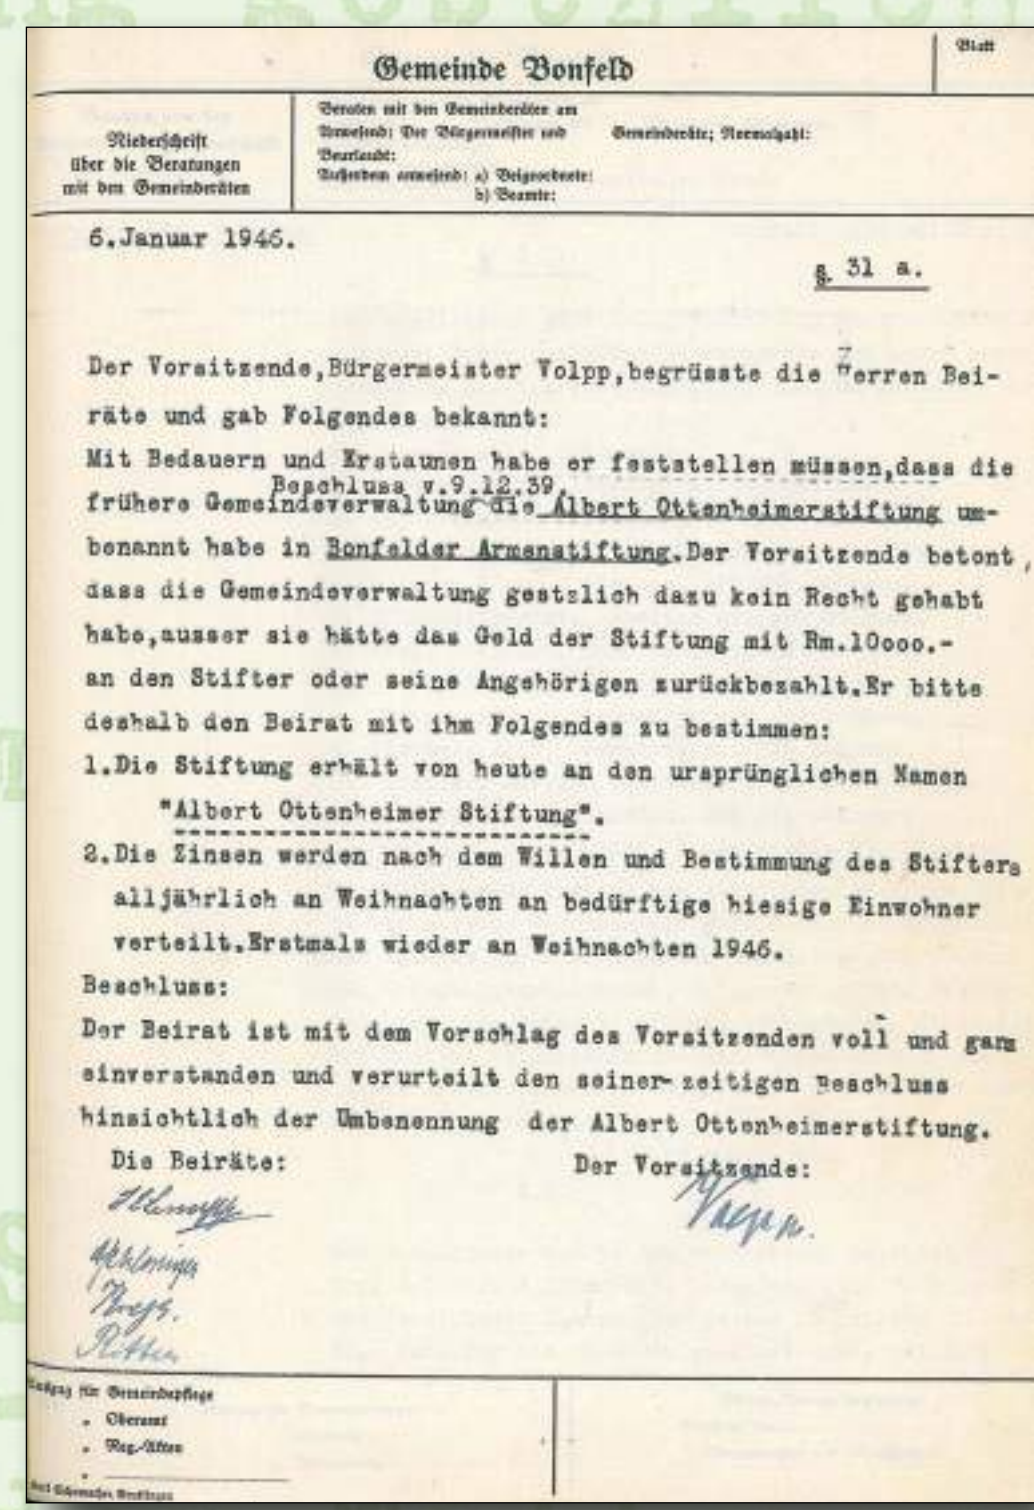 Gemeinde Bonfeld
Blatt
Niederschrift
über die Beratungen
mit den Gemeinderäten
Beraten mit den Gemeinderäten am
Anwesend: Der Bürgermeister und Gemeinderäte; Normalzahl:
Beurlaubt:
Außerdem anwesend: a) Beigeordnete:
b) Beamte:
6.Januar 1946.
§. 31 a.
Der Vorsitzende,Bürgermeister Volpp,begrüsste die Herren Bei-
räte und gab Folgendes bekannt:
Mit Bedauern und Erstaunen habe er feststellen müssen,dass die
Beschluss v.9.12.39.
frühere Gemeindeverwaltung die Albert Ottenheimerstiftung um-
benannt habe in Bonfelder Armenstiftung.Der Vorsitzende betont,
dass die Gemeindeverwaltung gestzlich dazu kein Recht gehabt
habe,ausser sie hätte das Geld der Stiftung mit Rm.10ooo.-
an den Stifter oder seine Angehörigen zurückbezahlt.Er bitte
deshalb den Beirat mit ihm Folgendes zu bestimmen:
1.Die Stiftung erhält von heute an den ursprünglichen Namen
"Albert Ottenheimer Stiftung".
2.Die Zinsen werden nach dem Willen und Bestimmung des Stifters
alljährlich an Weihnachten an bedürftige hiesige Einwohner
verteilt.Erstmals wieder an Weihnachten 1946.
Beschluss:
Der Beirat ist mit dem Vorschlag des Vorsitzenden voll und ganz
einverstanden und verurteilt den seiner-zeitigen Beschluss
hinsichtlich der Umbenennung der Albert Ottenheimerstiftung.
Die Beiräte: Der Vorsitzende:
Volpp.
Ritter
Auszug für Gemeindepflege
" Oberamt
" Reg.-Akten
"